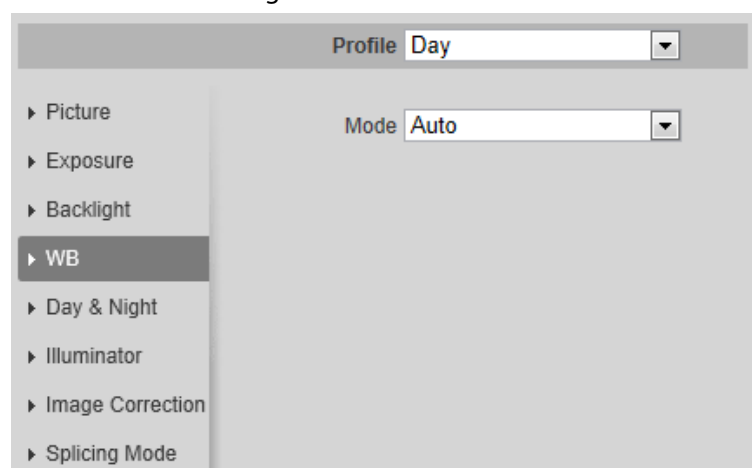 Profile Day
Picture
Mode Auto
Exposure
Backlight
WB
Day & Night
Illuminator
Image Correction
Splicing Mode